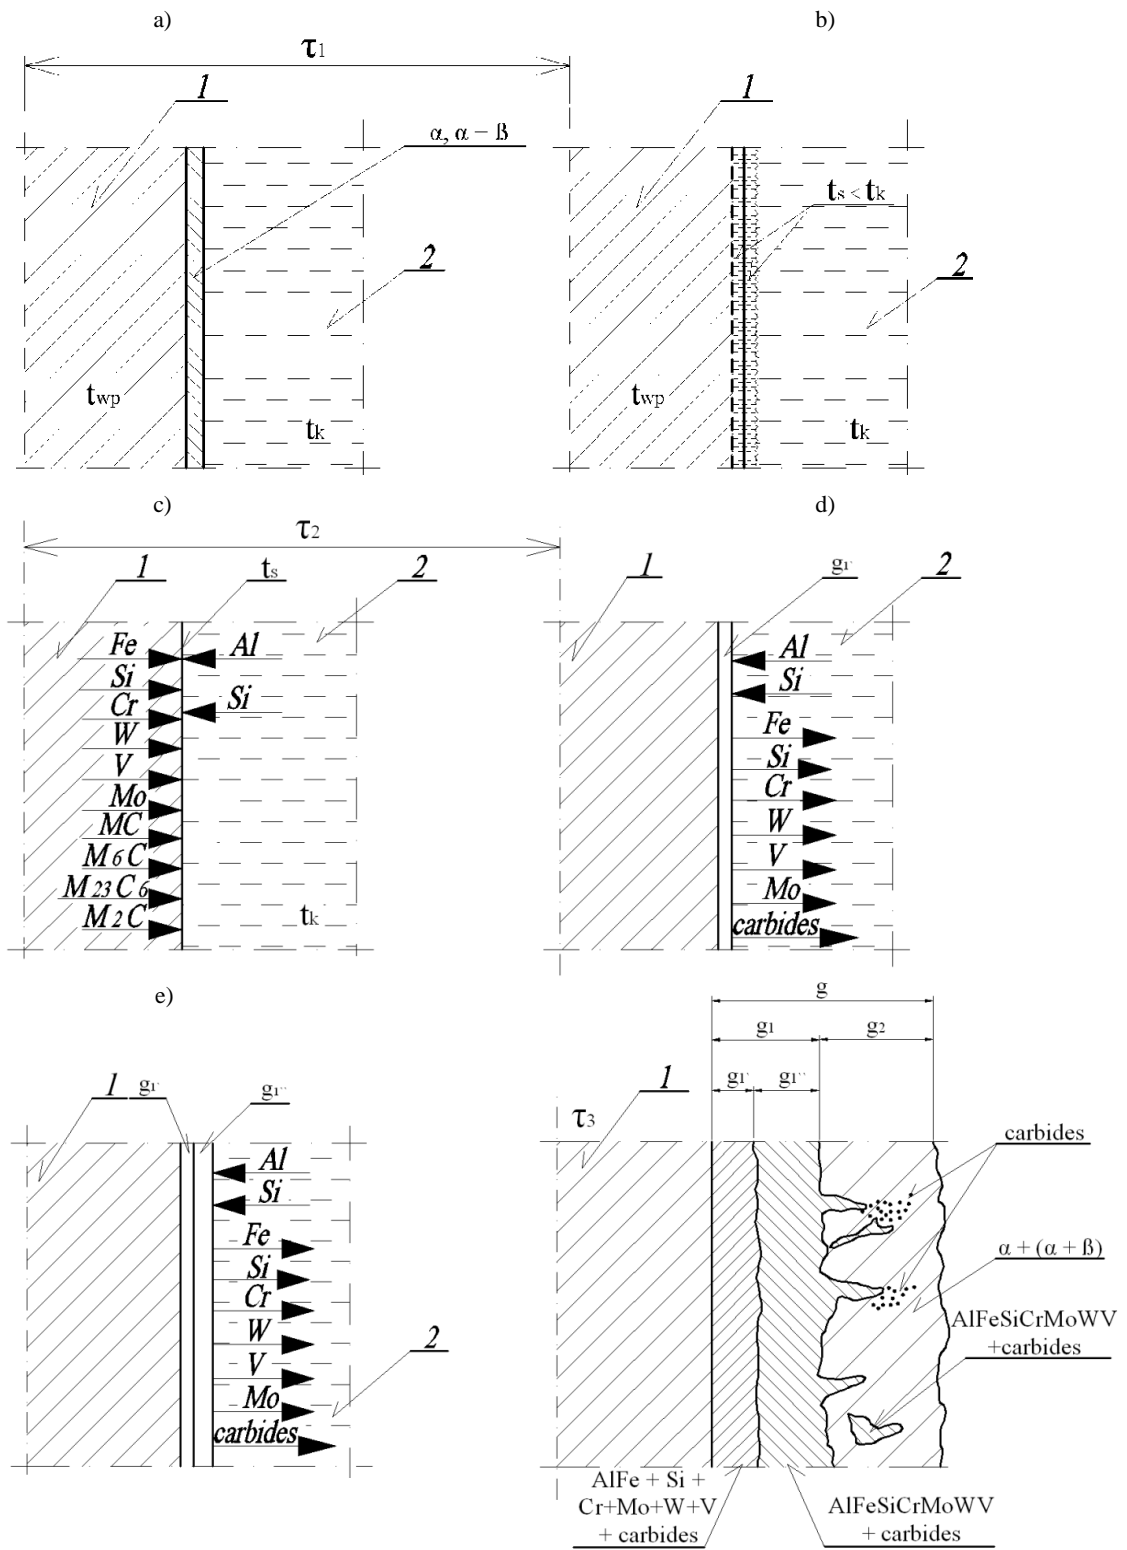 a)
b)
τ1
1
1
α, α – ß
ts < tk
2
2
twp
tk
twp
tk
c)
d)
τ2
1
ts
2
1
g1'
2
Fe
Al
Si
Si
Cr
W
V
Mo
MC
M6C
M23C6
M2C
tk
Al
Si
Fe
Si
Cr
W
V
Mo
carbides
e)
g
g1
g2
1
g1'
g1''
1
g1'
g1''
τ3
carbides
Al
Si
Fe
Si
Cr
W
V
Mo
carbides
2
α + (α + ß)
AlFeSiCrMoWV
+carbides
AlFe + Si +
Cr+Mo+W+V
+ carbides
AlFeSiCrMoWV
+ carbides